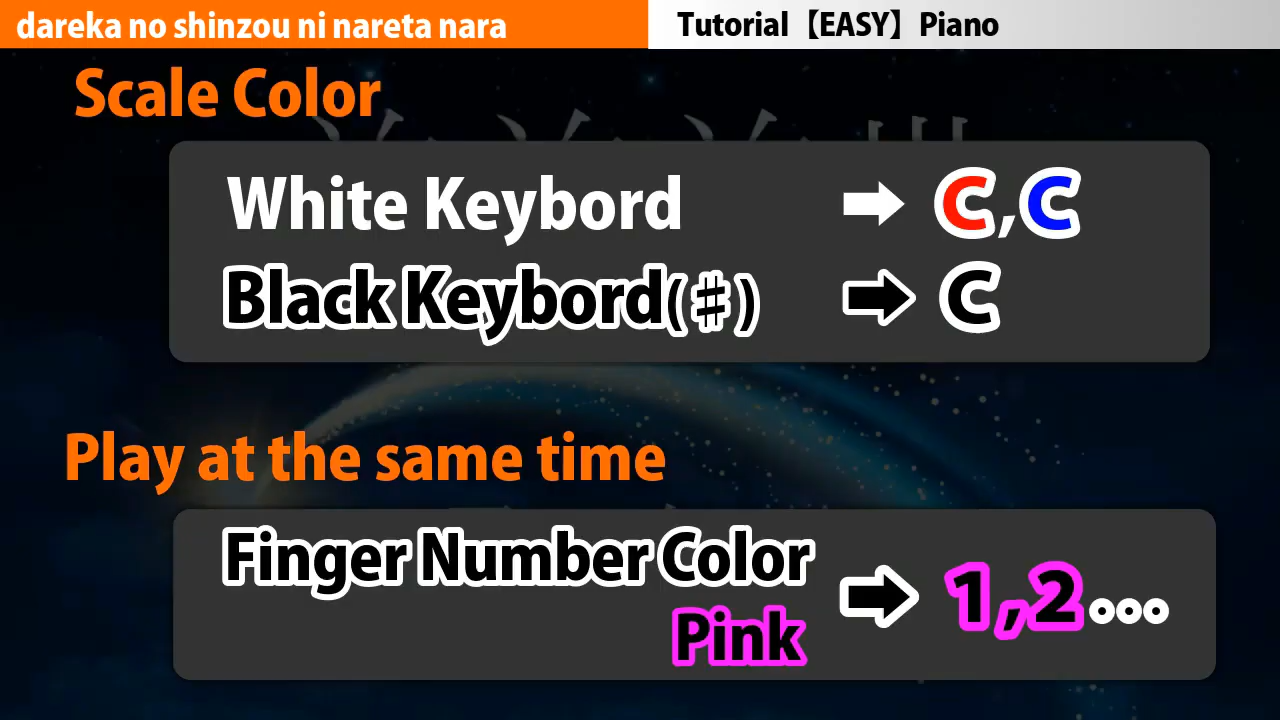 dareka no shinzou ni nareta nara
Tutorial【EASY】Piano
Scale Color
White Keybord ➡ C,C
Black Keybord(♯) ➡ C
Play at the same time
Finger Number Color ➡ 1,2•••
Pink